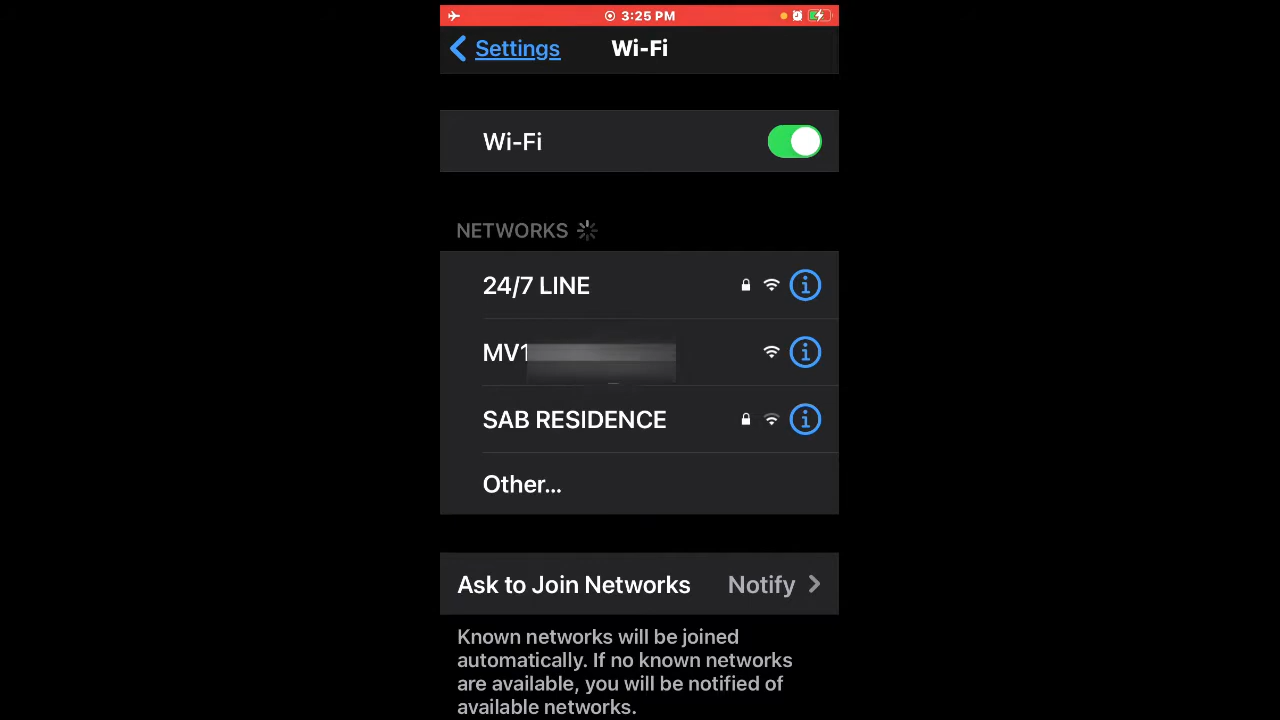 3:25 PM
Settings
Wi-Fi
Wi-Fi
NETWORKS
24/7 LINE
MV1
SAB RESIDENCE
Other...
Ask to Join Networks Notify
Known networks will be joined
automatically. If no known networks
are available, you will be notified of
available networks.